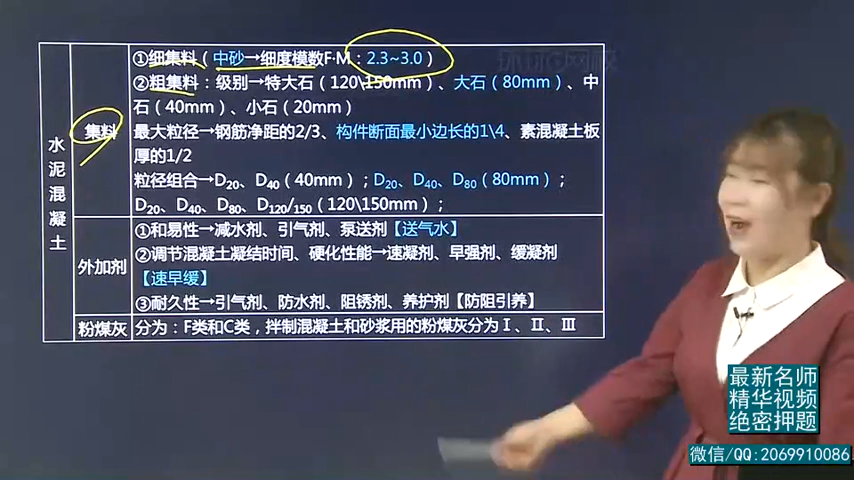 水泥混凝土
集料
①细集料（中砂→细度模数F·M：2.3~3.0）
②粗集料：级别→特大石（120\150mm）、大石（80mm）、中
石（40mm）、小石（20mm）
最大粒径→钢筋净距的2/3、构件断面最小边长的1\4、素混凝土板
厚的1/2
粒径组合→D20、D40（40mm）；D20、D40、D80（80mm）；
D20、D40、D80、D120/150（120\150mm）；
外加剂
①和易性→减水剂、引气剂、泵送剂【送气水】
②调节混凝土凝结时间、硬化性能→速凝剂、早强剂、缓凝剂
【速早缓】
③耐久性→引气剂、防水剂、阻锈剂、养护剂【防阻引养】
粉煤灰
分为：F类和C类，拌制混凝土和砂浆用的粉煤灰分为Ⅰ、Ⅱ、Ⅲ
最新名师
精华视频
绝密押题
微信/QQ:2069910086